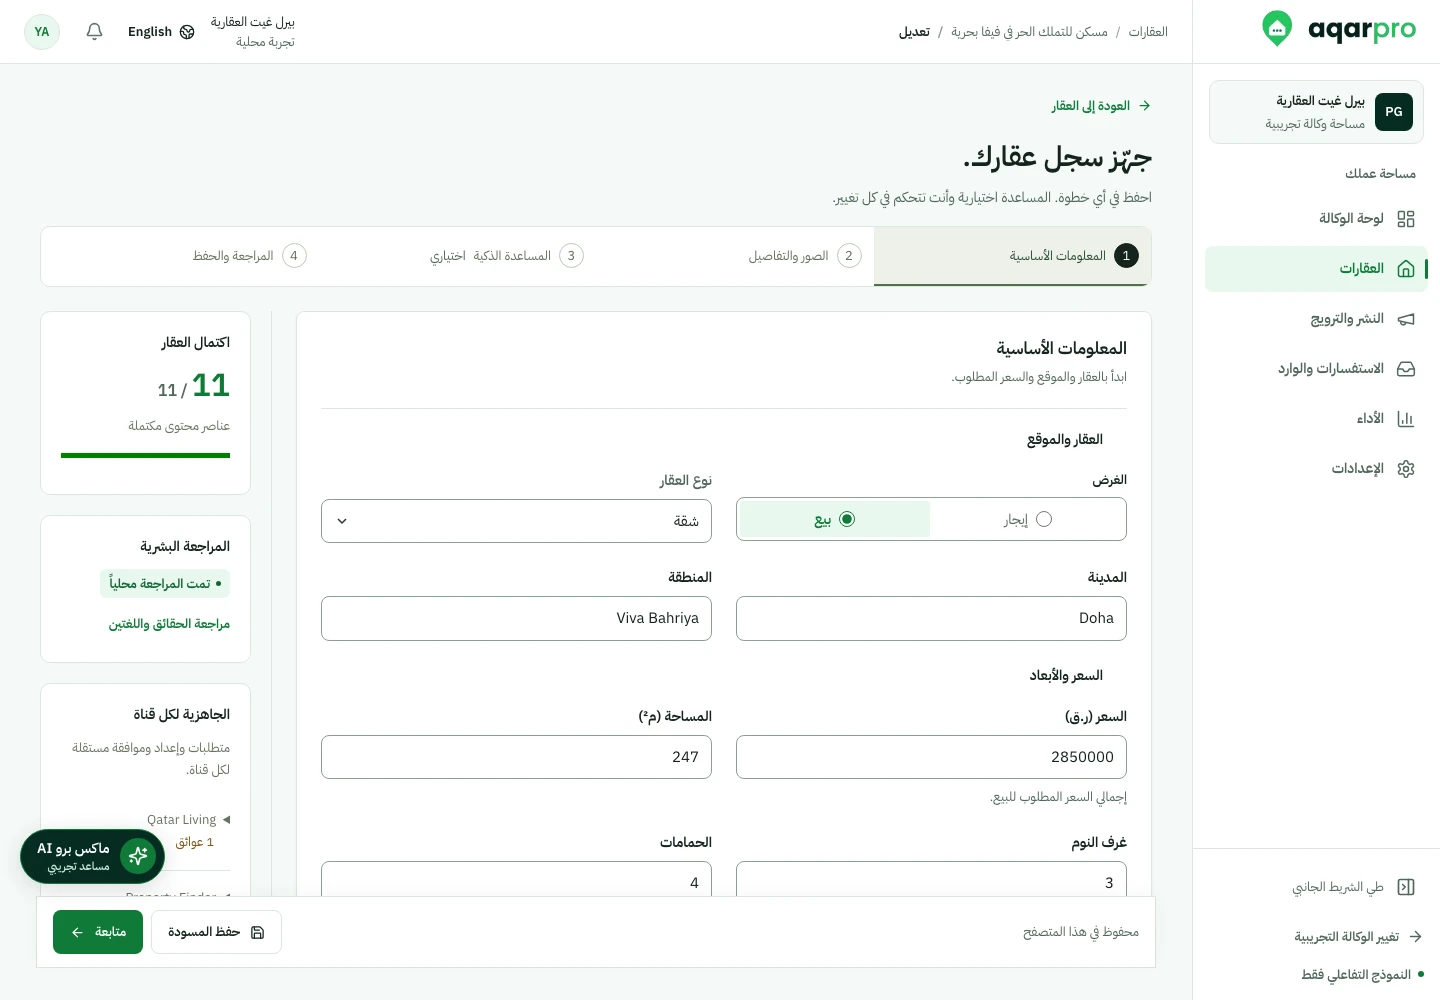 aqarpro
العقارات / مسكن للتملك الحر في فيفا بحرية / تعديل
بيرل غيت العقارية
تجربة محلية
English
YA
PG
بيرل غيت العقارية
مساحة وكالة تجريبية
مساحة عملك
لوحة الوكالة
العقارات
النشر والترويج
الاستفسارات والوارد
الأداء
الإعدادات
طي الشريط الجانبي
تغيير الوكالة التجريبية
النموذج التفاعلي فقط
العودة إلى العقار
جهّز سجل عقارك.
احفظ في أي خطوة. المساعدة اختيارية وأنت تتحكم في كل تغيير.
1 المعلومات الأساسية
2 الصور والتفاصيل
3 المساعدة الذكية اختياري
4 المراجعة والحفظ
المعلومات الأساسية
ابدأ بالعقار والموقع والسعر المطلوب.
العقار والموقع
الغرض
إيجار
بيع
نوع العقار
شقة
المدينة
Doha
المنطقة
Viva Bahriya
السعر والأبعاد
السعر (ر.ق)
2850000
إجمالي السعر المطلوب للبيع.
المساحة (م²)
247
غرف النوم
3
الحمامات
4
اكتمال العقار
11 / 11
عناصر محتوى مكتملة
المراجعة البشرية
تمت المراجعة محلياً
مراجعة الحقائق واللغتين
الجاهزية لكل قناة
متطلبات وإعداد وموافقة مستقلة
لكل قناة.
Qatar Living
1 عوائق
Property Finder
ماكس برو AI
مساعد تجريبي
محفوظ في هذا المتصفح
حفظ المسودة
متابعة